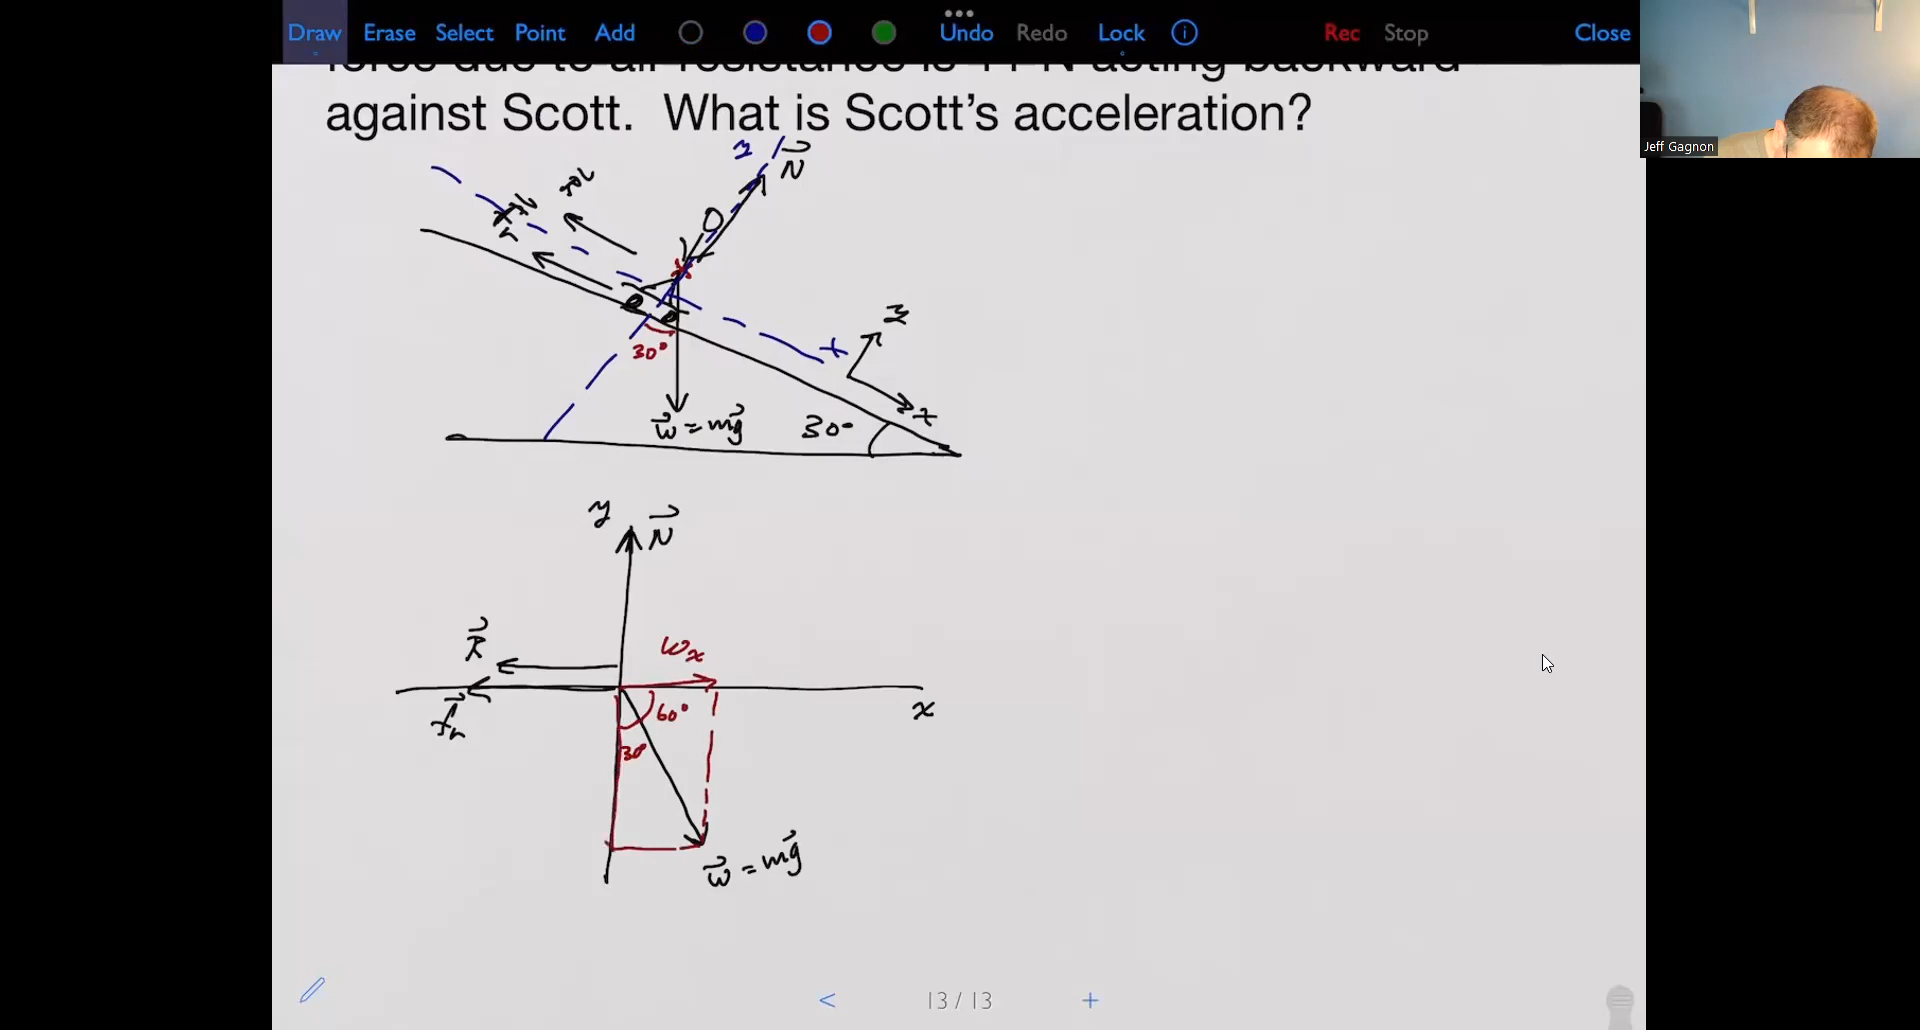 Draw Erase Select Point Add Undo Redo Lock Rec Stop Close
Jeff Gagnon
against Scott. What is Scott's acceleration?
y N
R
fr
30°
y
x
x
w = mg
30°
y N
R
wx
fr
60°
x
30°
w = mg
< 13 / 13 +